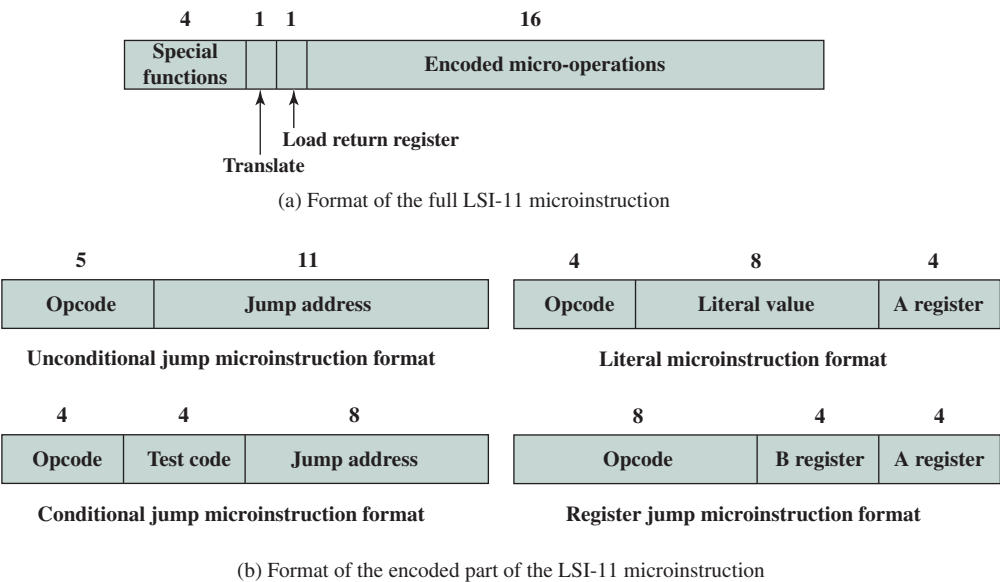 4 1 1 16
Special
functions
Encoded micro-operations
Load return register
Translate
(a) Format of the full LSI-11 microinstruction
5 11
Opcode Jump address
Unconditional jump microinstruction format
4 8 4
Opcode Literal value A register
Literal microinstruction format
4 4 8
Opcode Test code Jump address
Conditional jump microinstruction format
8 4 4
Opcode B register A register
Register jump microinstruction format
(b) Format of the encoded part of the LSI-11 microinstruction